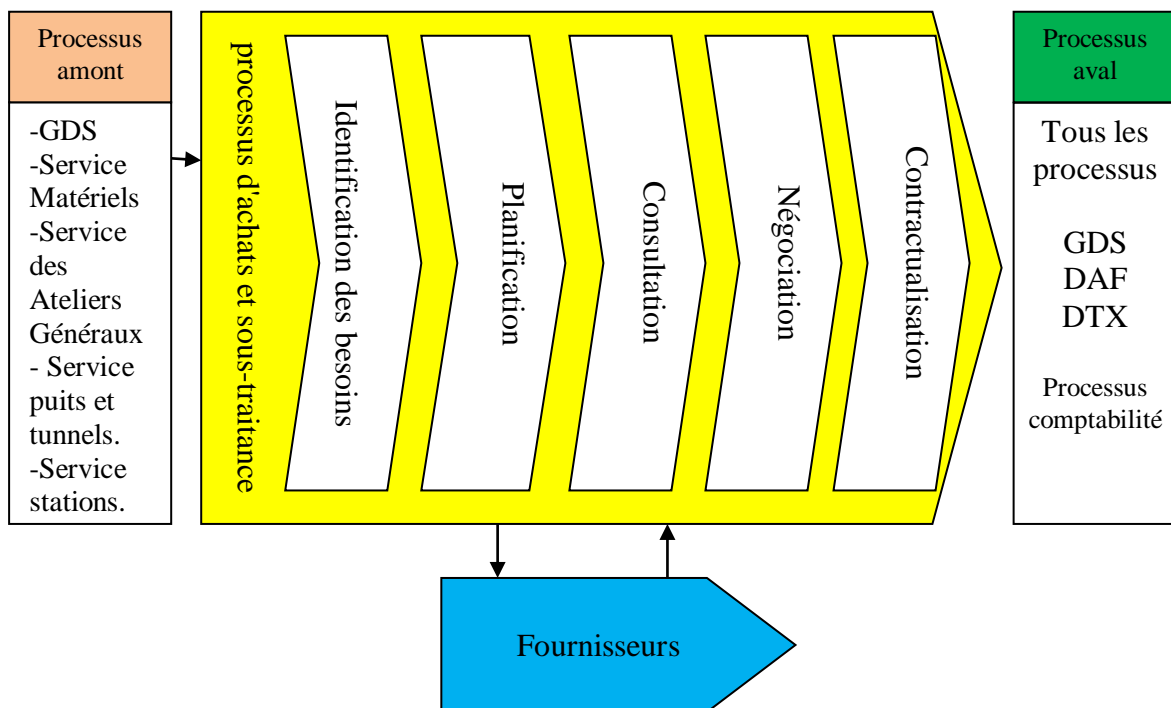 Processus
amont
-GDS
-Service
Matériels
-Service
des
Ateliers
Généraux
- Service
puits et
tunnels.
-Service
stations.
processus d'achats et sous-traitance
Identification des besoins
Planification
Consultation
Négociation
Contractualisation
Processus
aval
Tous les
processus
GDS
DAF
DTX
Processus
comptabilité
Fournisseurs